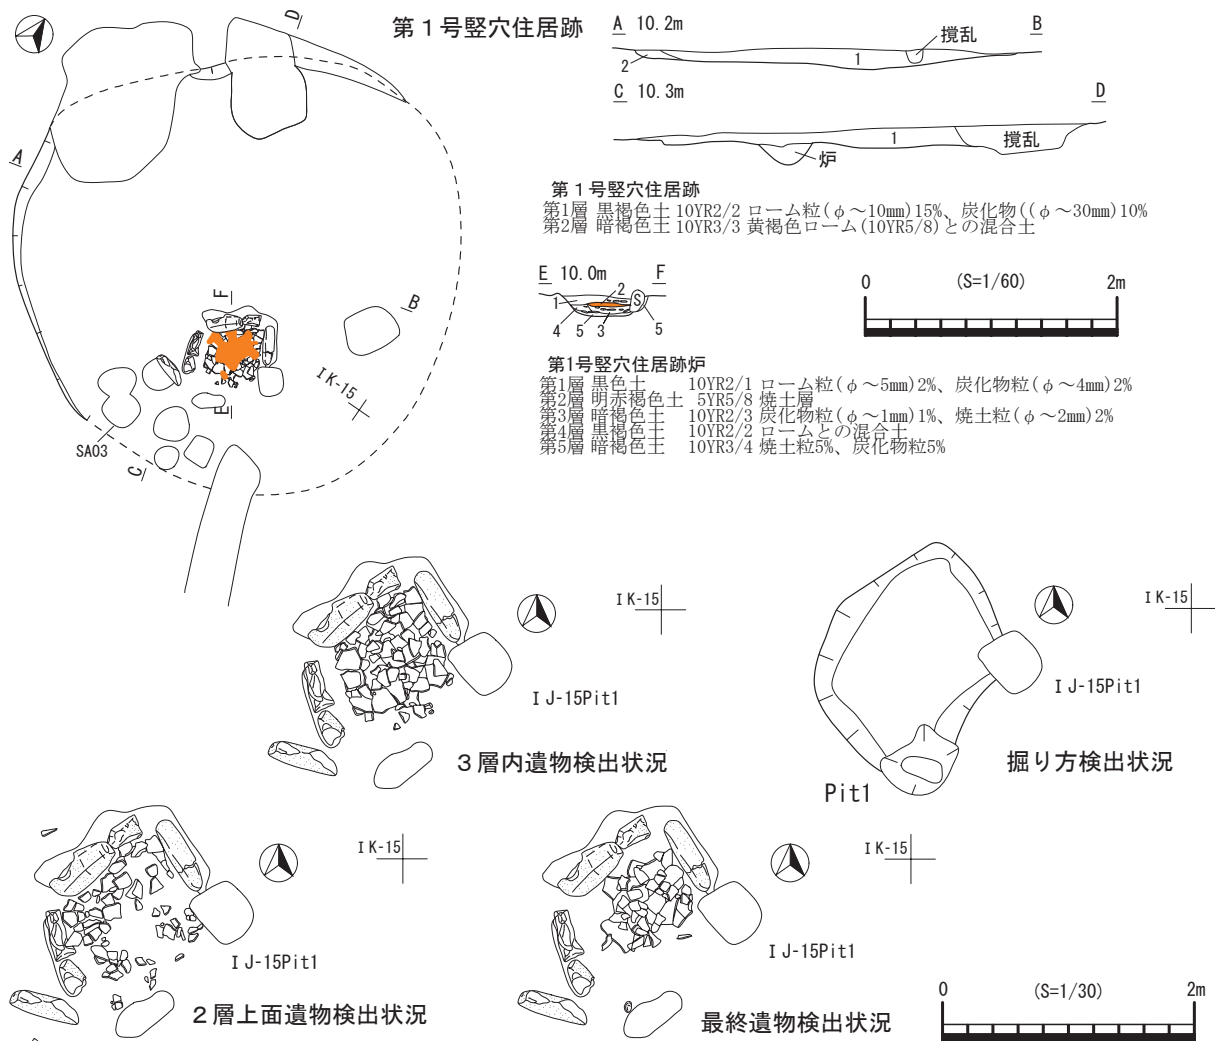 第１号竪穴住居跡
A 10.2m B
撹乱
1
2
C 10.3m D
1
撹乱
炉
D
A
F
B
E
IK-15
SA03
C
第１号竪穴住居跡
第1層 黒褐色土 10YR2/2 ローム粒(φ～10mm)15%、炭化物((φ～30mm)10%
第2層 暗褐色土 10YR3/3 黄褐色ローム(10YR5/8)との混合土
E 10.0m F
2
1
S
4 5 3 5
0 (S=1/60) 2m
第1号竪穴住居跡炉
第1層 黒色土 10YR2/1 ローム粒(φ～5mm)2%、炭化物粒(φ～4mm)2%
第2層 明赤褐色土 5YR5/8 焼土層
第3層 暗褐色土 10YR2/3 炭化物粒(φ～1mm)1%、焼土粒(φ～2mm)2%
第4層 黒褐色土 10YR2/2 ロームとの混合土
第5層 暗褐色土 10YR3/4 焼土粒5%、炭化物粒5%
IK-15
IJ-15Pit1
３層内遺物検出状況
IK-15
IJ-15Pit1
掘り方検出状況
Pit1
IK-15
IJ-15Pit1
２層上面遺物検出状況
IK-15
IJ-15Pit1
最終遺物検出状況
0 (S=1/30) 2m